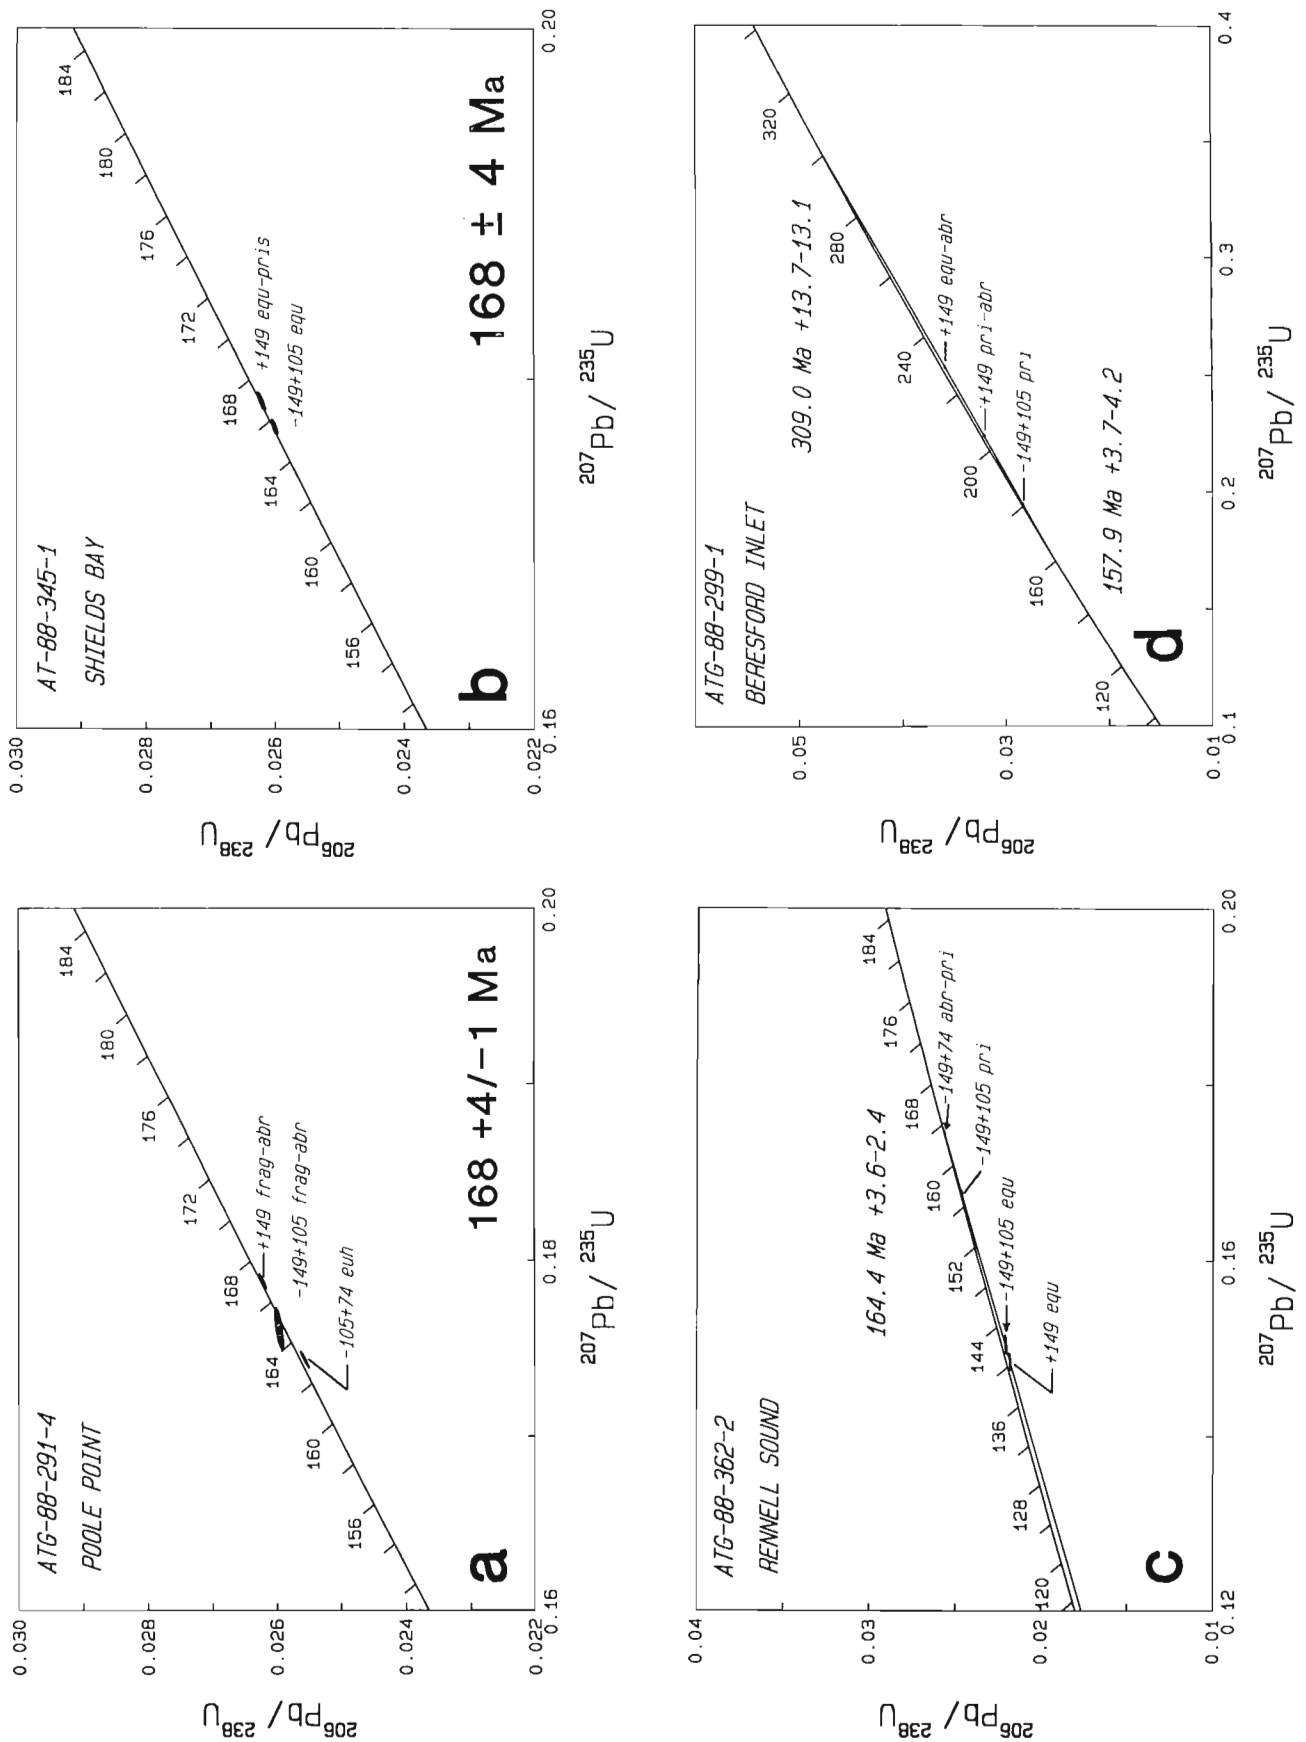 ATG-88-291-4
POOLE POINT
184
180
176
172
168
164
160
156
+149 frag-abr
-149+105 frag-abr
-105+74 euh
168 +4/-1 Ma
a
0.030
0.028
0.026
0.024
0.022
0.16
0.18
0.20
206Pb/ 238U
207Pb/ 235U
AT-88-345-1
SHIELDS BAY
184
180
176
172
168
164
160
156
+149 equ-pris
-149+105 equ
168 ± 4 Ma
b
0.030
0.028
0.026
0.024
0.022
0.16
0.20
206Pb/ 238U
207Pb/ 235U
ATG-88-362-2
RENNELL SOUND
164.4 Ma +3.6-2.4
184
176
168
160
152
144
136
128
120
-149+74 abr-pri
-149+105 pri
-149+105 equ
+149 equ
c
0.04
0.03
0.02
0.01
0.12
0.16
0.20
206Pb/ 238U
207Pb/ 235U
ATG-88-299-1
BERESFORD INLET
309.0 Ma +13.7-13.1
320
280
240
200
160
120
+149 equ-abr
+149 pri-abr
-149+105 pri
157.9 Ma +3.7-4.2
d
0.05
0.03
0.01
0.1
0.2
0.3
0.4
206Pb/ 238U
207Pb/ 235U